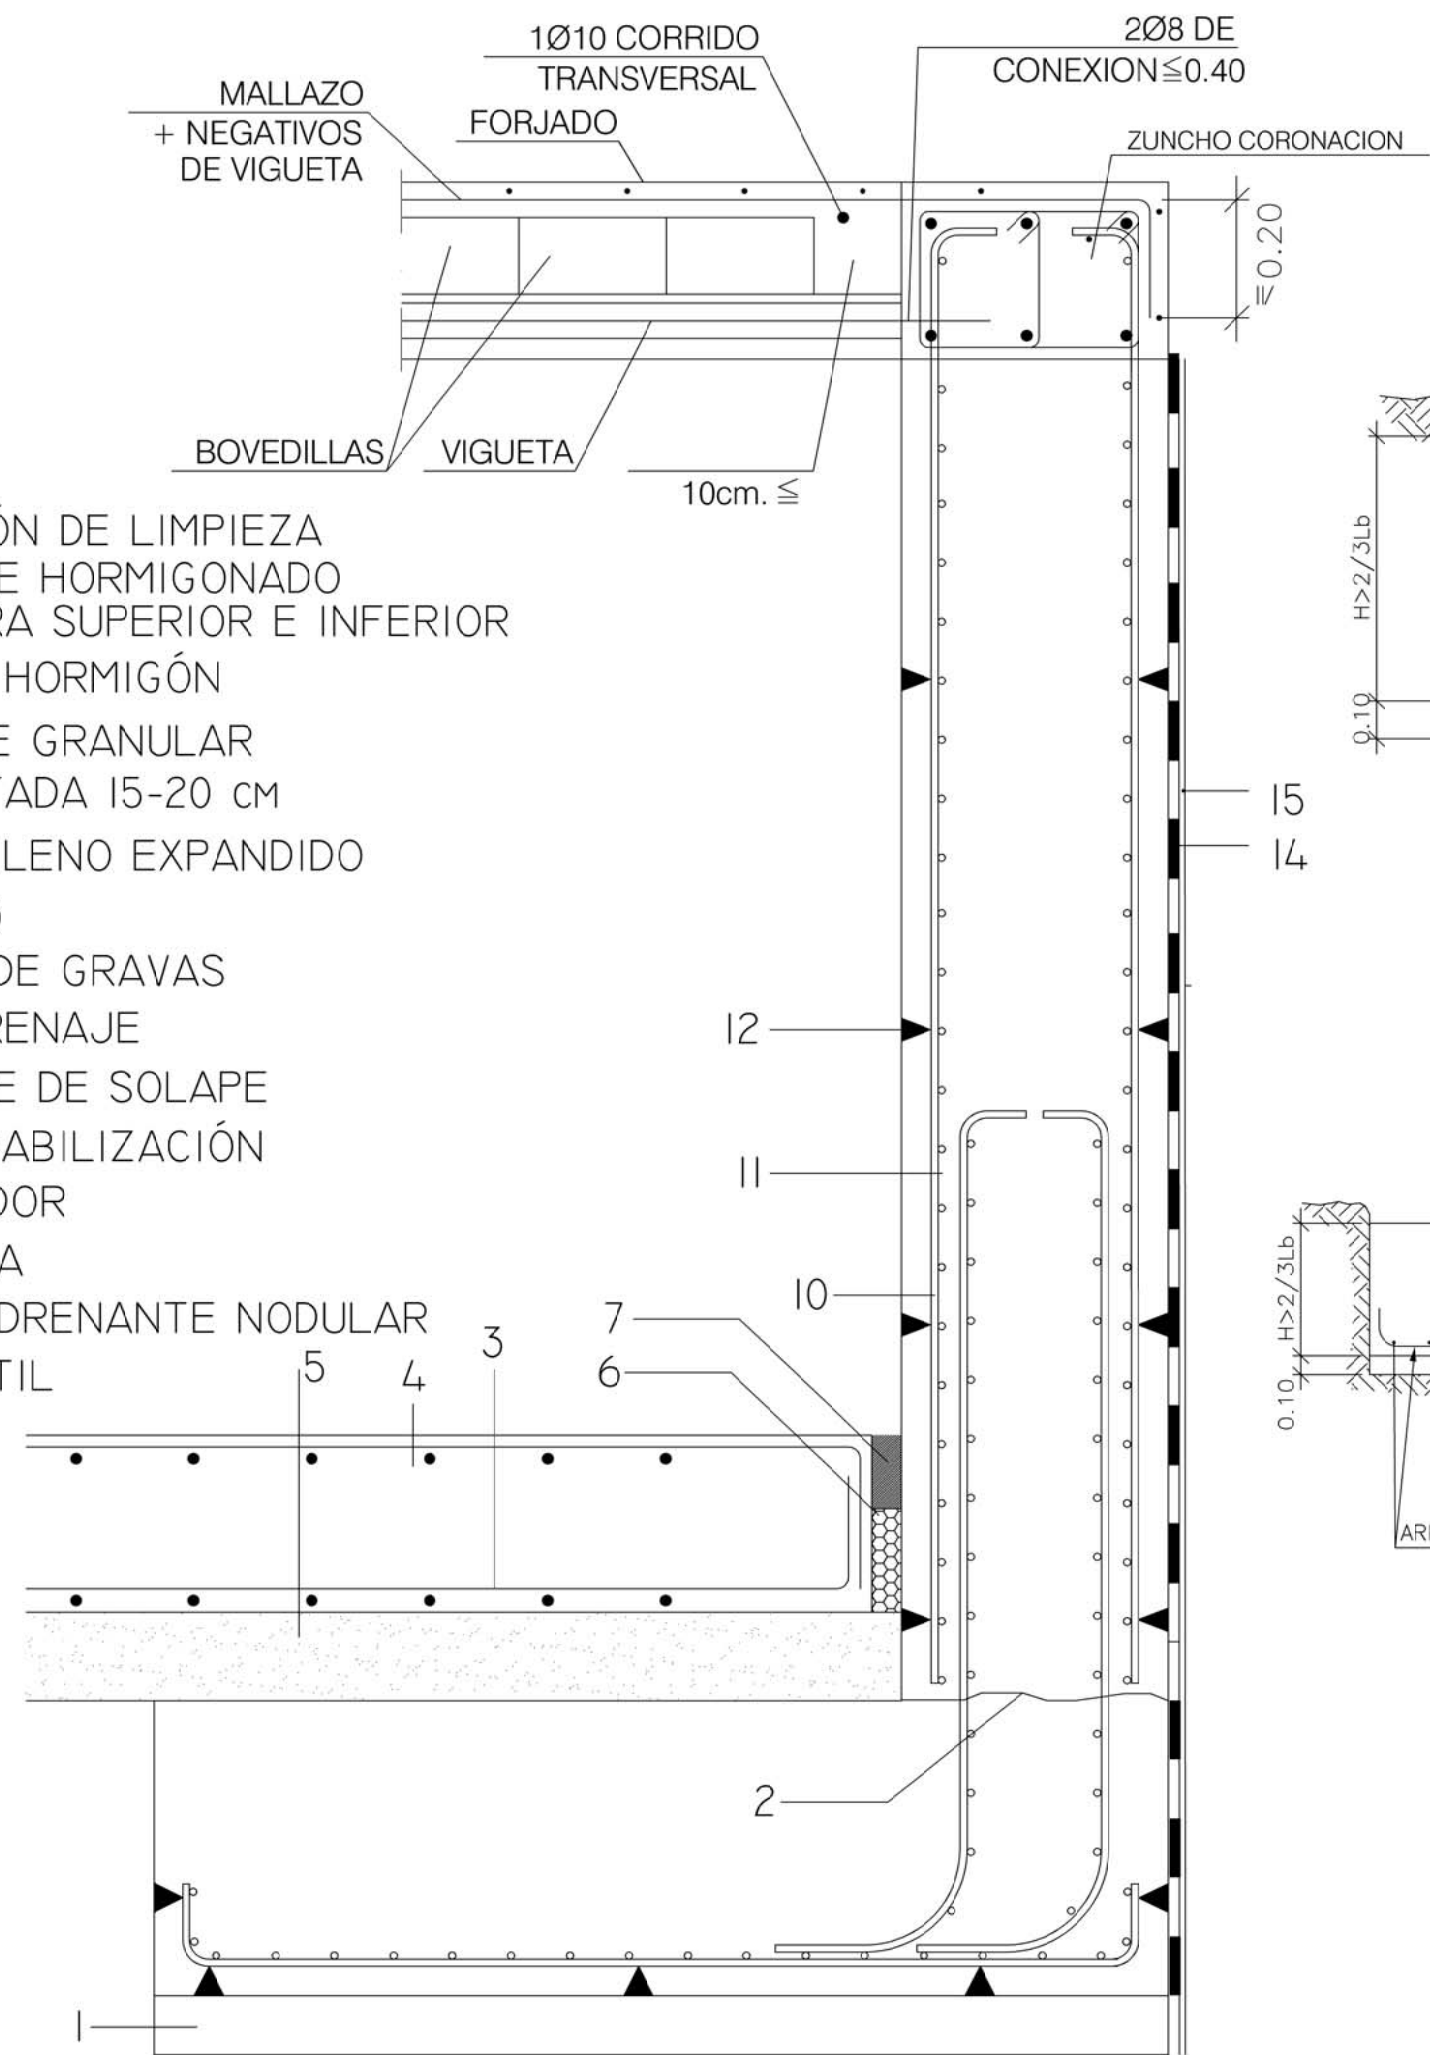 1Ø10 CORRIDO
TRANSVERSAL
2Ø8 DE
CONEXION≦0.40
MALLAZO
+ NEGATIVOS
DE VIGUETA
FORJADO
ZUNCHO CORONACION
≧0.20
BOVEDILLAS
VIGUETA
10cm. ≦
ÓN DE LIMPIEZA
E HORMIGONADO
RA SUPERIOR E INFERIOR
HORMIGÓN
E GRANULAR
TADA 15-20 CM
LENO EXPANDIDO
DE GRAVAS
RENAJE
E DE SOLAPE
ABILIZACIÓN
DOR
A
DRENANTE NODULAR
TIL
H>2/3Lb
0.10
15
14
12
11
10
7
6
5
4
3
H>2/3Lb
0.10
ARI
2
1